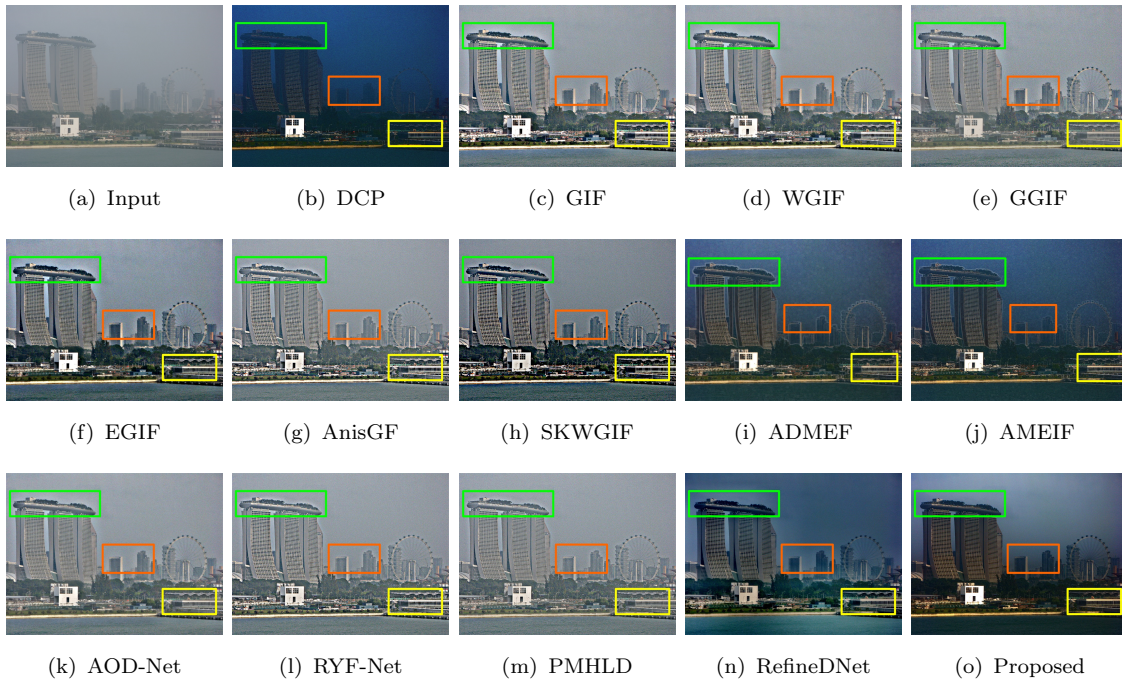 (a) Input
(b) DCP
(c) GIF
(d) WGIF
(e) GGIF
(f) EGIF
(g) AnisGF
(h) SKWGIF
(i) ADMEF
(j) AMEIF
(k) AOD-Net
(l) RYF-Net
(m) PMHLD
(n) RefineDNet
(o) Proposed